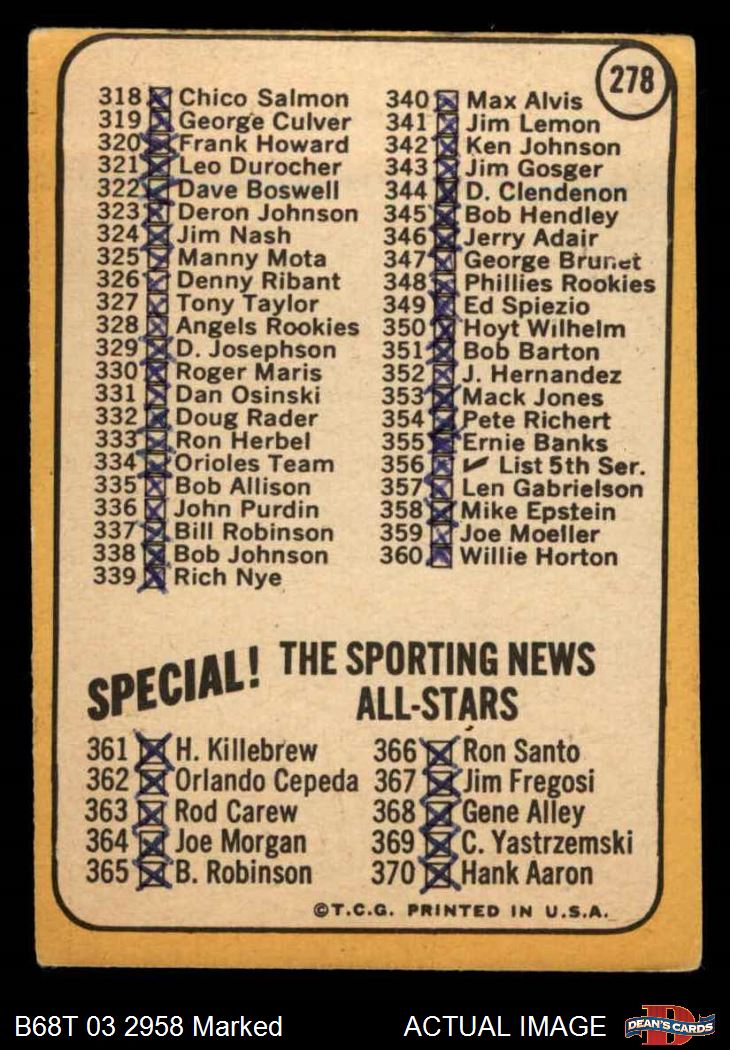 278
318 Chico Salmon
319 George Culver
320 Frank Howard
321 Leo Durocher
322 Dave Boswell
323 Deron Johnson
324 Jim Nash
325 Manny Mota
326 Denny Ribant
327 Tony Taylor
328 Angels Rookies
329 D. Josephson
330 Roger Maris
331 Dan Osinski
332 Doug Rader
333 Ron Herbel
334 Orioles Team
335 Bob Allison
336 John Purdin
337 Bill Robinson
338 Bob Johnson
339 Rich Nye
340 Max Alvis
341 Jim Lemon
342 Ken Johnson
343 Jim Gosger
344 D. Clendenon
345 Bob Hendley
346 Jerry Adair
347 George Brunet
348 Phillies Rookies
349 Ed Spiezio
350 Hoyt Wilhelm
351 Bob Barton
352 J. Hernandez
353 Mack Jones
354 Pete Richert
355 Ernie Banks
356 ✓ List 5th Ser.
357 Len Gabrielson
358 Mike Epstein
359 Joe Moeller
360 Willie Horton
SPECIAL! THE SPORTING NEWS
ALL-STARS
361 H. Killebrew
362 Orlando Cepeda
363 Rod Carew
364 Joe Morgan
365 B. Robinson
366 Ron Santo
367 Jim Fregosi
368 Gene Alley
369 C. Yastrzemski
370 Hank Aaron
©T.C.G. PRINTED IN U.S.A.
B68T 03 2958 Marked ACTUAL IMAGE
DEAN'S CARDS